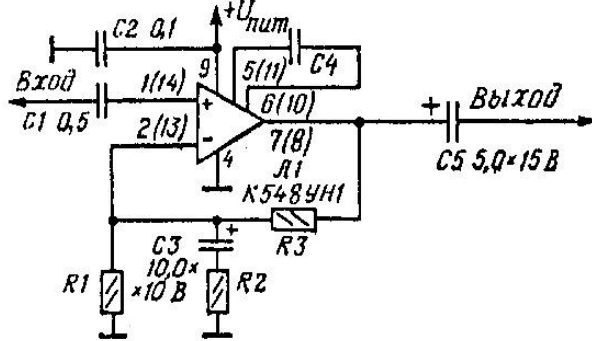 +Uпит
C2 0,1
9
5(11)
C4
Вход
1(14)
+
6(10)
+
Выход
C1 0,5
2(13)
-
7(8)
4
C5 5,0×15 В
Л1
К548УН1
C3
+
R3
10,0×
R1
×10 В
R2